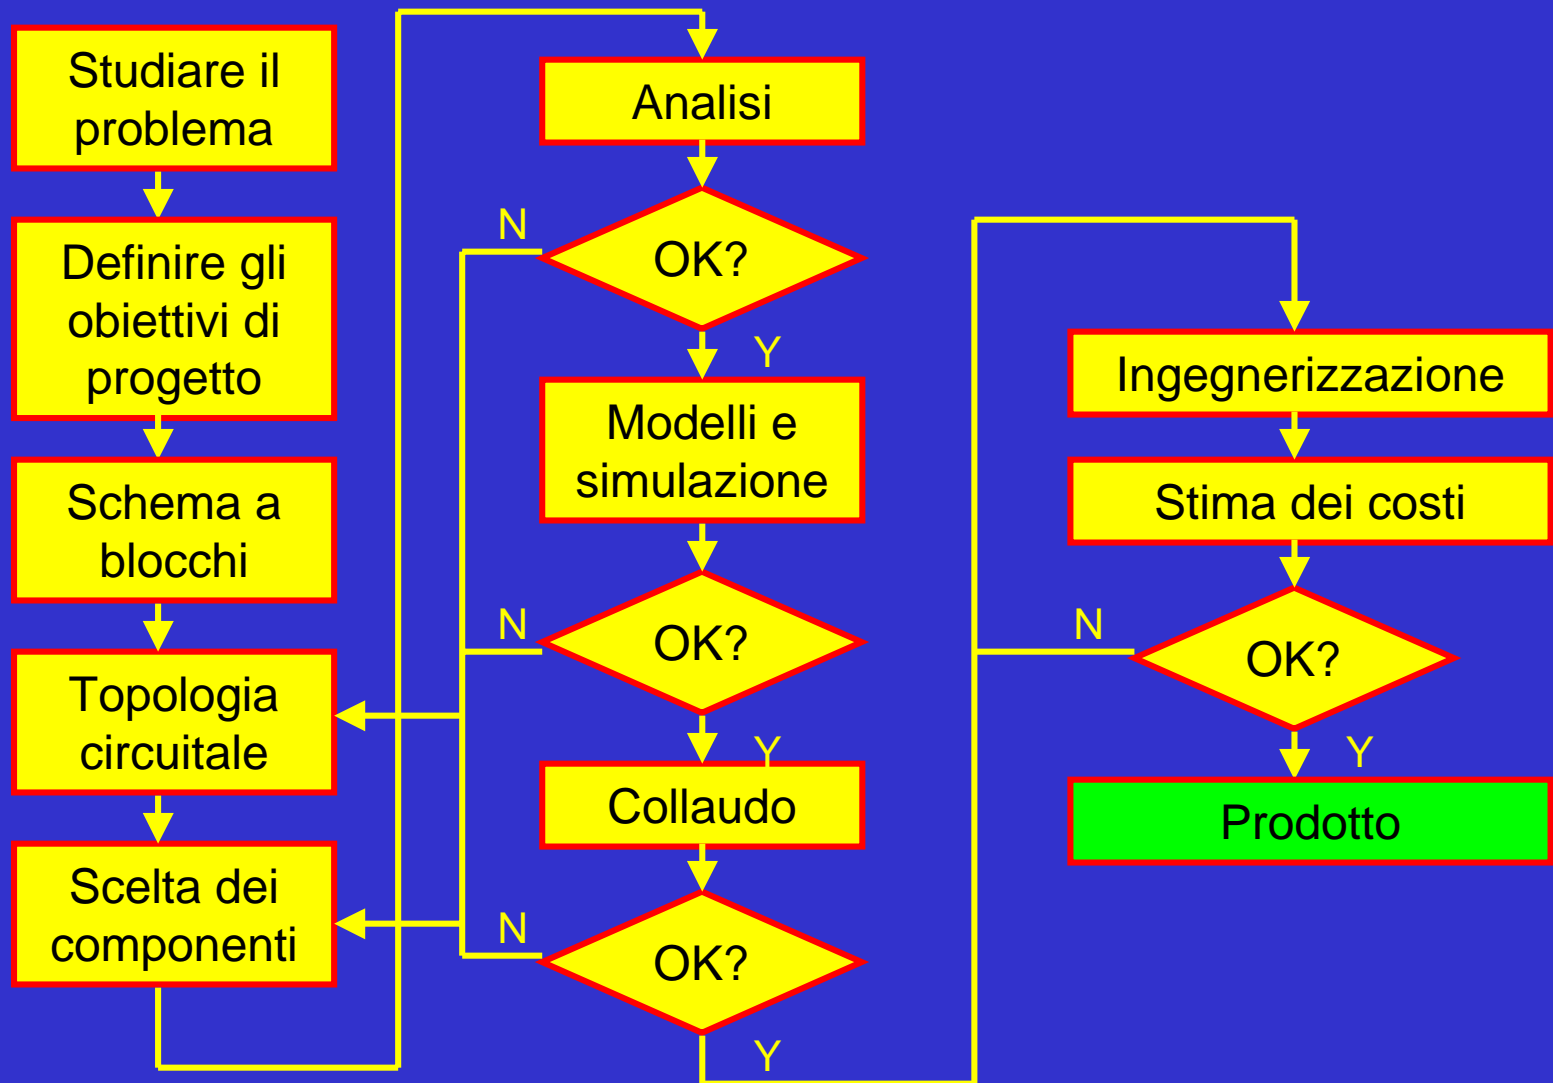 Studiare il
problema
Definire gli
obiettivi di
progetto
Schema a
blocchi
Topologia
circuitale
Scelta dei
componenti
Analisi
N
OK?
Y
Modelli e
simulazione
N
OK?
Y
Collaudo
N
OK?
Y
Ingegnerizzazione
Stima dei costi
N
OK?
Y
Prodotto